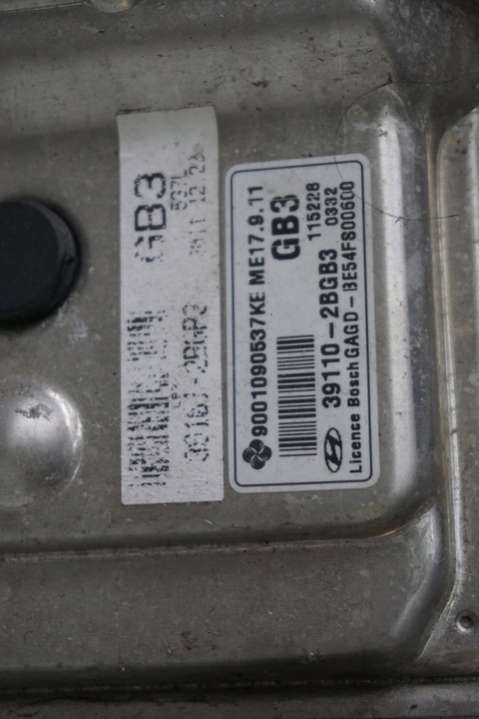 GB3
9001090537KE ME17.9.11
GB3
115228
0332
39110-2BGB3
Licence Bosch GAGD-BE54FS00600